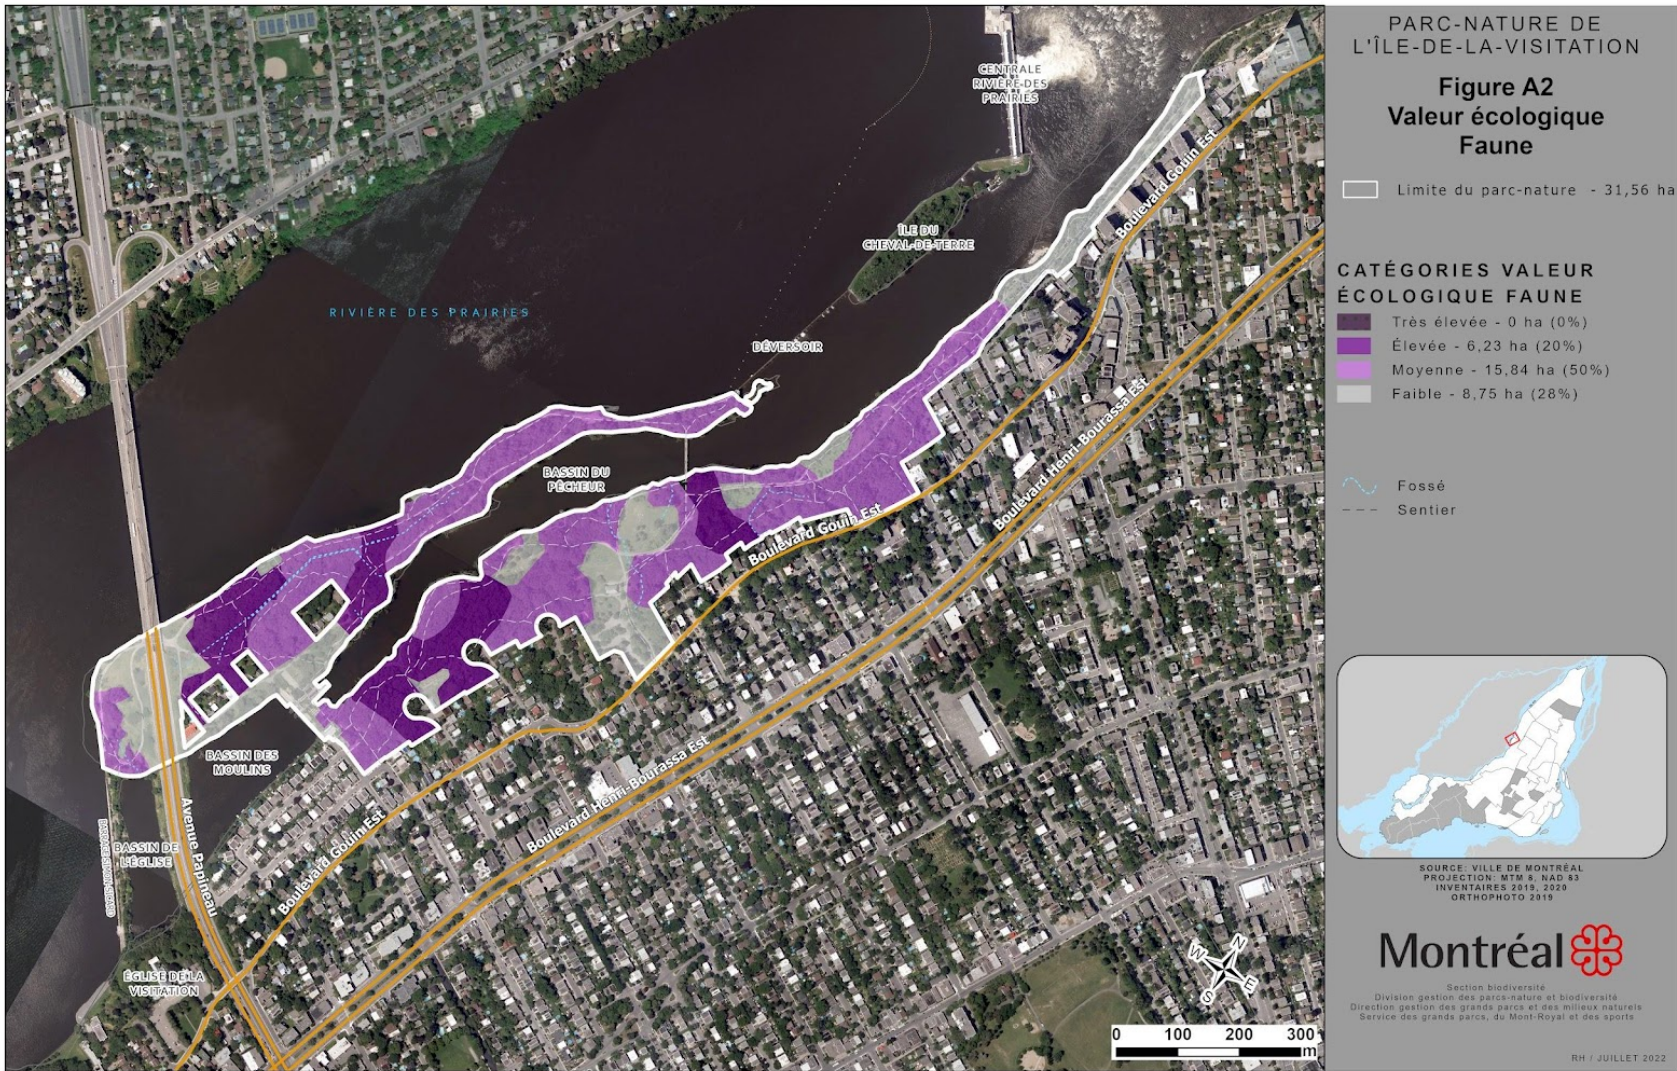 PARC-NATURE DE
L'ÎLE-DE-LA-VISITATION
Figure A2
Valeur écologique
Faune
Limite du parc-nature - 31,56 ha
CATÉGORIES VALEUR
ÉCOLOGIQUE FAUNE
Très élevée - 0 ha (0%)
Élevée - 6,23 ha (20%)
Moyenne - 15,84 ha (50%)
Faible - 8,75 ha (28%)
Fossé
Sentier
SOURCE: VILLE DE MONTRÉAL
PROJECTION: MTM 8, NAD 83
INVENTAIRES 2019, 2020
ORTHOPHOTO 2019
Montréal
Section biodiversité
Division gestion des parcs-nature et biodiversité
Direction gestion des grands parcs et des milieux naturels
Service des grands parcs, du Mont-Royal et des sports
RH / JUILLET 2022
CENTRALE
RIVIÈRE-DES
PRAIRIES
ÎLE DU
CHEVAL-DE-TERRE
RIVIÈRE DES PRAIRIES
DÉVERSOIR
BASSIN DU
PÊCHEUR
BASSIN DES
MOULINS
BASSIN DE
L'ÉGLISE
ÉGLISE DE LA
VISITATION
Avenue Papineau
Boulevard Gouin Est
Boulevard Gouin Est
Boulevard Gouin Est
Boulevard Henri-Bourassa Est
Boulevard Henri-Bourassa Est
N
W
E
S
0 100 200 300
m